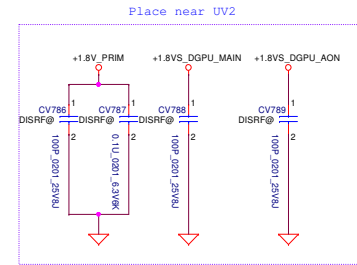 Place near UV2
+1.8V_PRIM
+1.8VS_DGPU_MAIN
+1.8VS_DGPU_AON
CV786
DISRF@
1
2
100P_0201_25V8J
CV787
DISRF@
1
2
0.1U_0201_6.3V6K
CV788
DISRF@
1
2
100P_0201_25V8J
CV789
DISRF@
1
2
100P_0201_25V8J